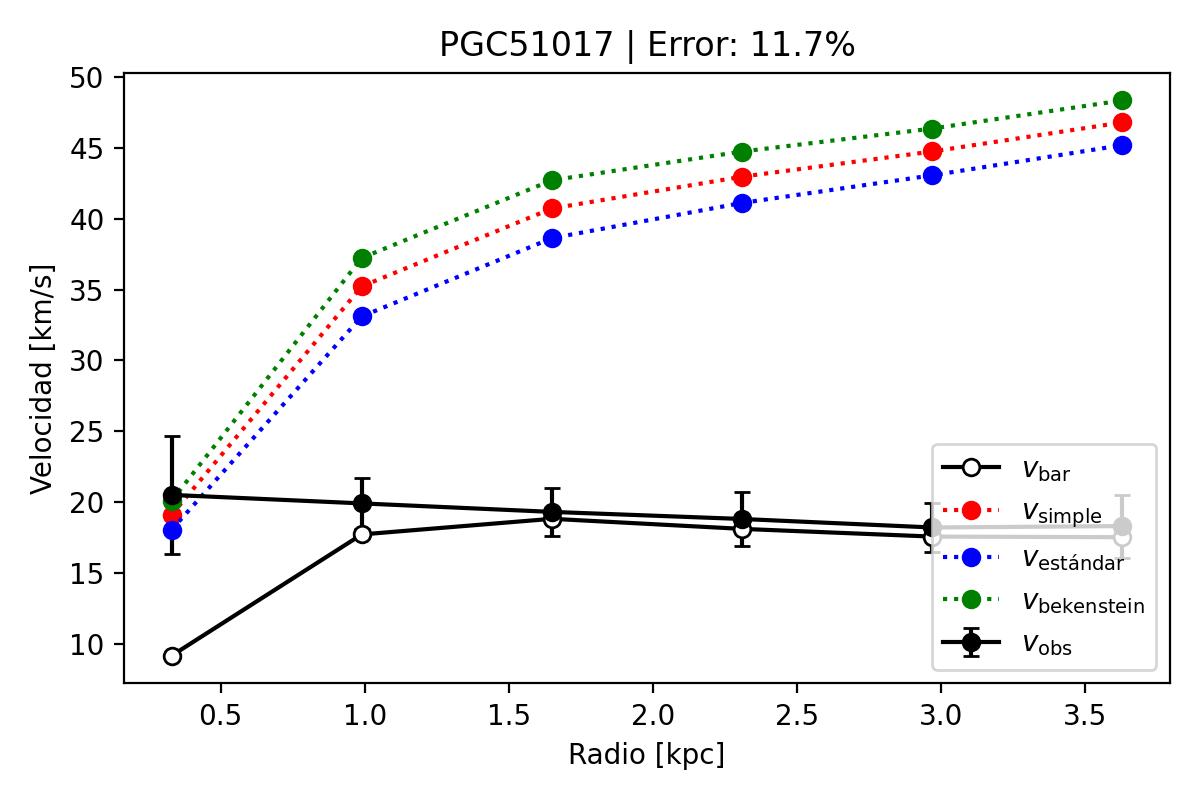 PGC51017 | Error: 11.7%
Velocidad [km/s]
50
45
40
35
30
25
20
15
10
v_bar
v_simple
v_estándar
v_bekenstein
v_obs
0.5 1.0 1.5 2.0 2.5 3.0 3.5
Radio [kpc]